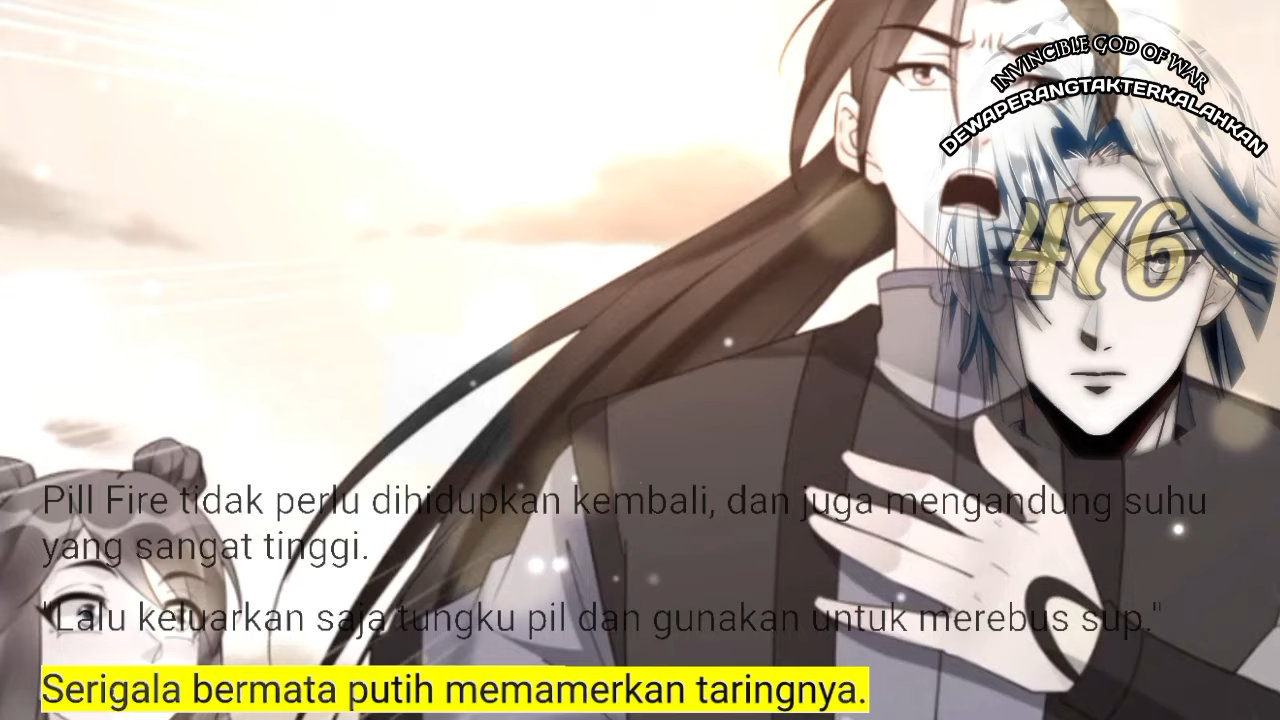 INVINCIBLE GOD OF WAR
DEWAPERANGTAKTERKALAHKAN
476
Pill Fire tidak perlu dihidupkan kembali, dan juga mengandung suhu
yang sangat tinggi.
"Lalu keluarkan saja tungku pil dan gunakan untuk merebus sup."
Serigala bermata putih memamerkan taringnya.